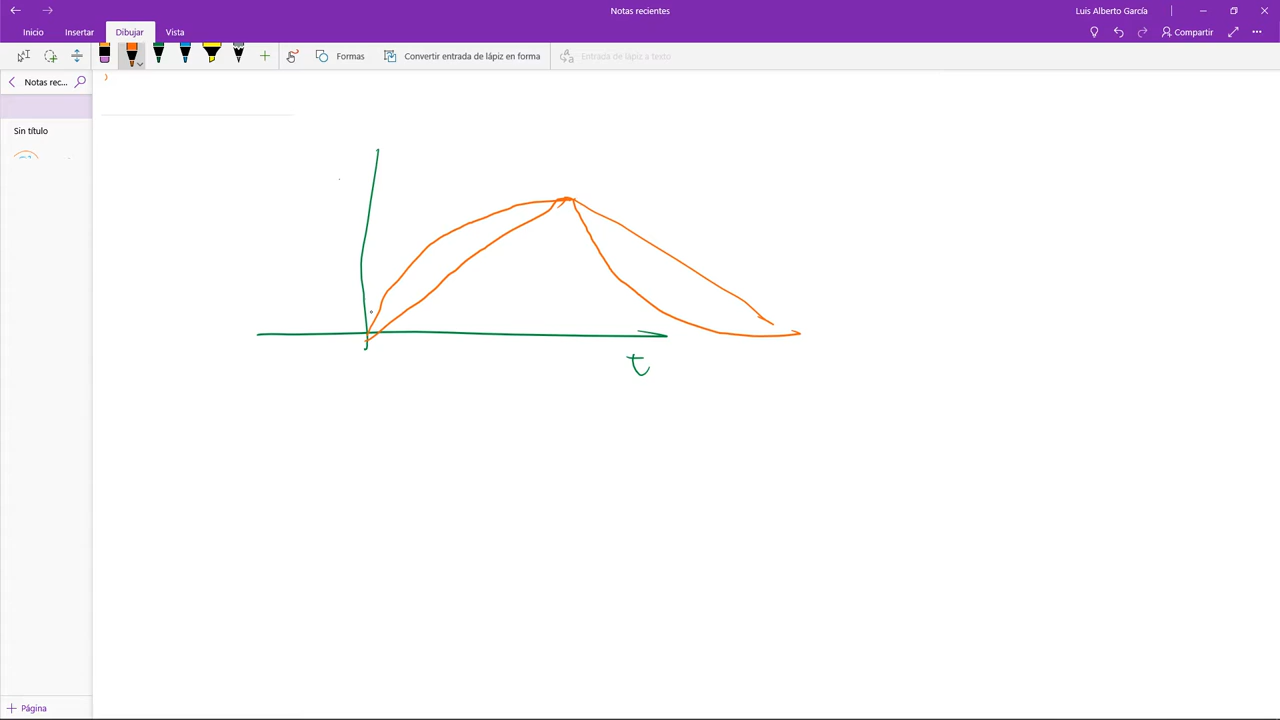 Notas recientes
Luis Alberto García
Inicio
Insertar
Dibujar
Vista
Compartir
Formas
Convertir entrada de lápiz en forma
Entrada de lápiz a texto
Notas rec...
Sin título
t
Página